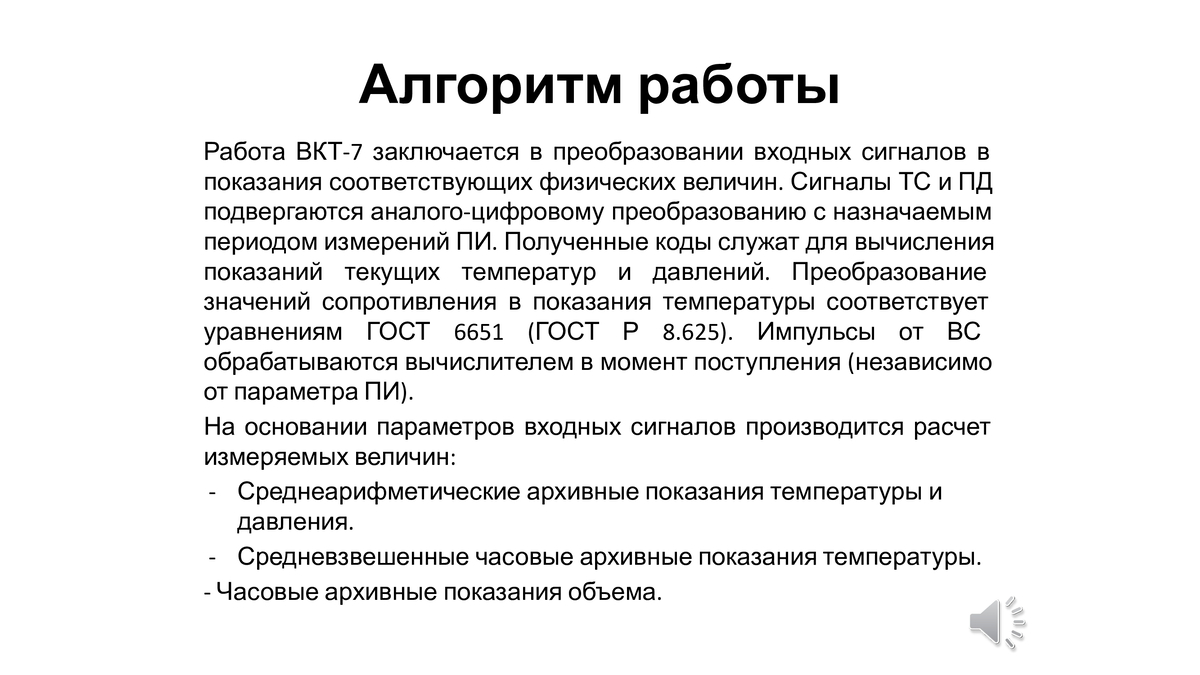 Алгоритм работы
Работа ВКТ-7 заключается в преобразовании входных сигналов в
показания соответствующих физических величин. Сигналы ТС и ПД
подвергаются аналого-цифровому преобразованию с назначаемым
периодом измерений ПИ. Полученные коды служат для вычисления
показаний текущих температур и давлений. Преобразование
значений сопротивления в показания температуры соответствует
уравнениям ГОСТ 6651 (ГОСТ Р 8.625). Импульсы от ВС
обрабатываются вычислителем в момент поступления (независимо
от параметра ПИ).
На основании параметров входных сигналов производится расчет
измеряемых величин:
- Среднеарифметические архивные показания температуры и
давления.
- Средневзвешенные часовые архивные показания температуры.
- Часовые архивные показания объема.